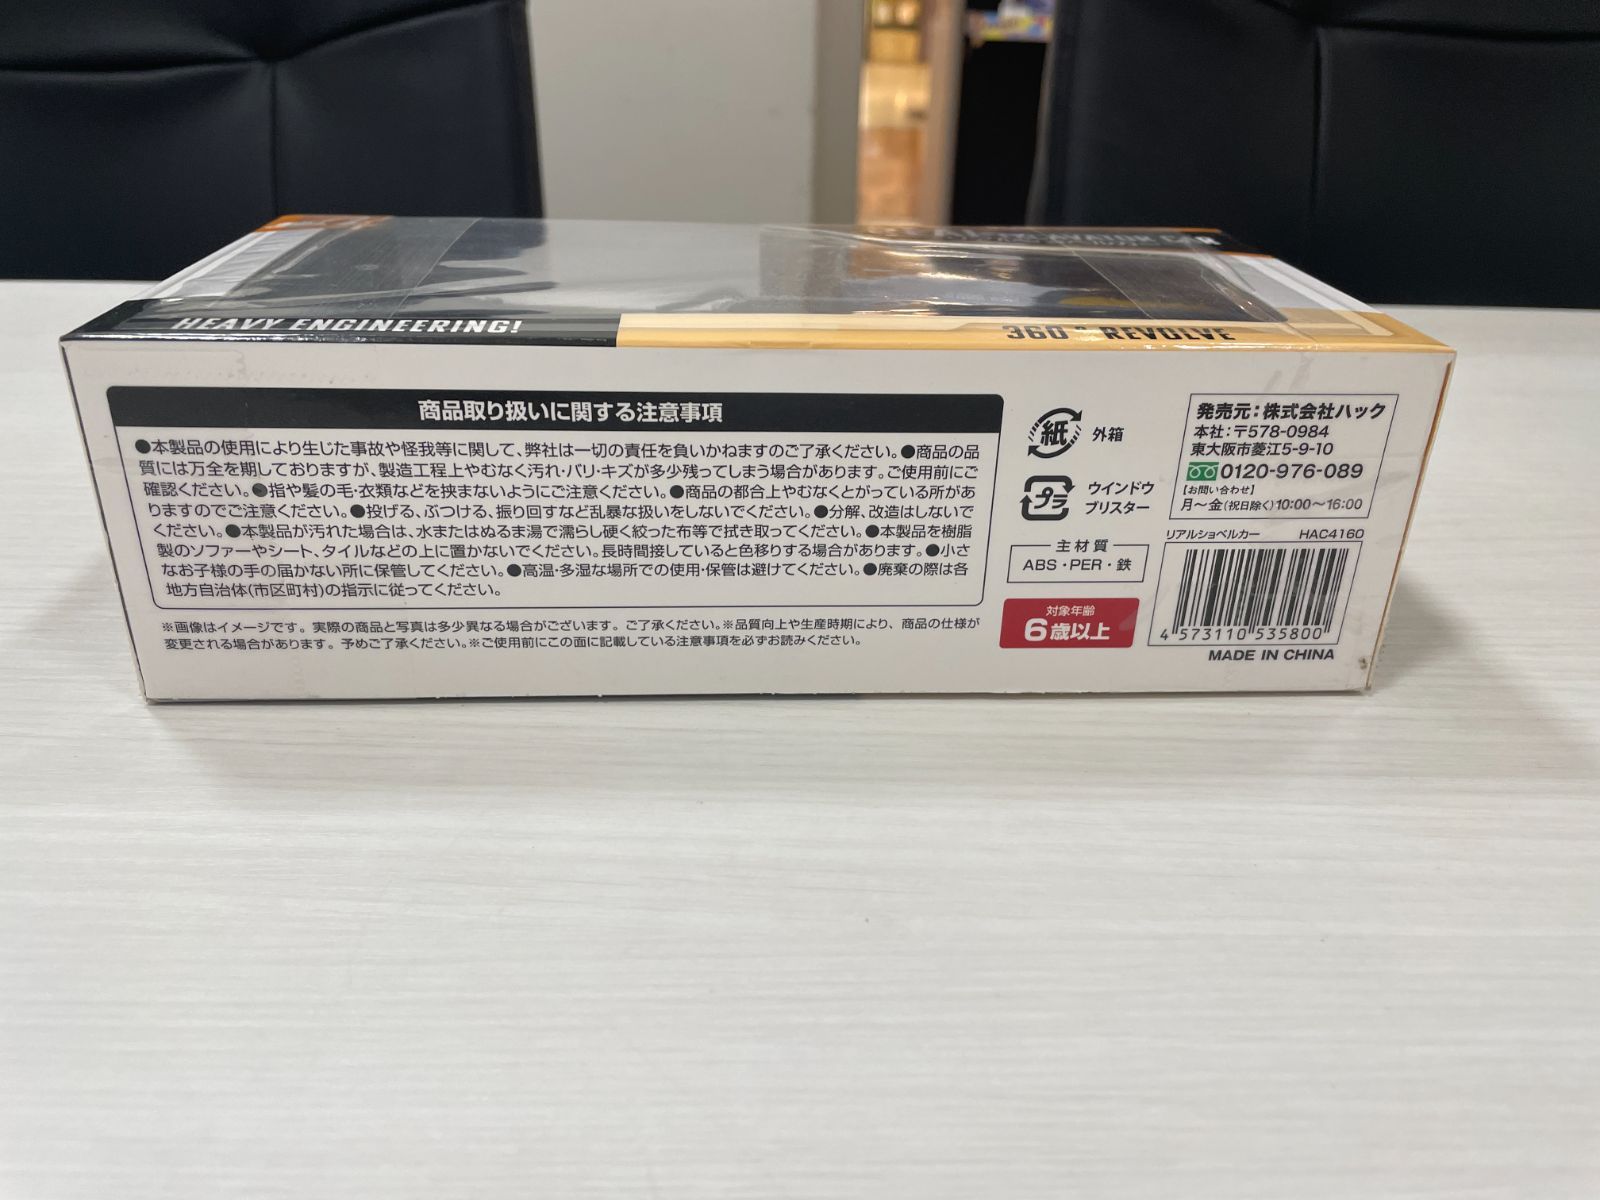 HEAVY ENGINEERING!
360° REVOLVE
商品取り扱いに関する注意事項
●本製品の使用により生じた事故や怪我等に関して、弊社は一切の責任を負いかねますのご了承ください。●商品の品
質には万全を期しておりますが、製造工程上やむなく汚れ・バリ・キズが多少残ってしまう場合があります。ご使用前にご
確認ください。●指や髪の毛・衣類などを挟まないようにご注意ください。●商品の都合上やむなくとがっている所があ
りますのでご注意ください。●投げる、ぶつける、振り回すなど乱暴な扱いをしないでください。●分解、改造はしないで
ください。●本製品が汚れた場合は、水またはぬるま湯で濡らし硬く絞った布等で拭き取ってください。●本製品を樹脂
製のソファーやシート、タイルなどの上に置かないでください。長時間接していると色移りする場合があります。●小さ
なお子様の手の届かない所に保管してください。●高温・多湿な場所での使用・保管は避けてください。●廃棄の際は各
地方自治体(市区町村)の指示に従ってください。
※画像はイメージです。実際の商品と写真は多少異なる場合がございます。ご了承ください。※品質向上や生産時期により、商品の仕様が
変更される場合があります。予めご了承ください。※ご使用前にこの面に記載している注意事項を必ずお読みください。
紙
外箱
プラ
ウインドウ
ブリスター
主材質
ABS・PER・鉄
対象年齢
6歳以上
発売元：株式会社ハック
本社：〒578-0984
東大阪市菱江5-9-10
0120-976-089
【お問い合わせ】
月～金(祝日除く)10:00～16:00
リアルショベルカー HAC4160
4 573110 535800
MADE IN CHINA